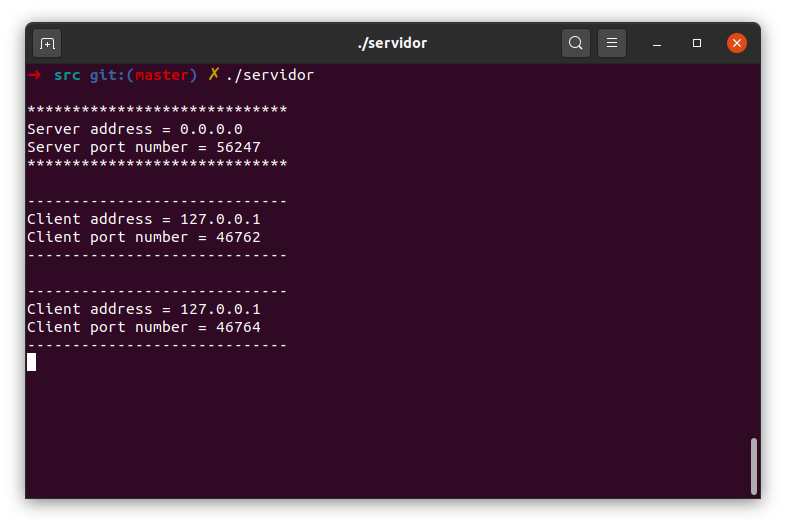 ./servidor
➜ src git:(master) ✗ ./servidor
*****************************
Server address = 0.0.0.0
Server port number = 56247
*****************************
-----------------------------
Client address = 127.0.0.1
Client port number = 46762
-----------------------------
-----------------------------
Client address = 127.0.0.1
Client port number = 46764
-----------------------------